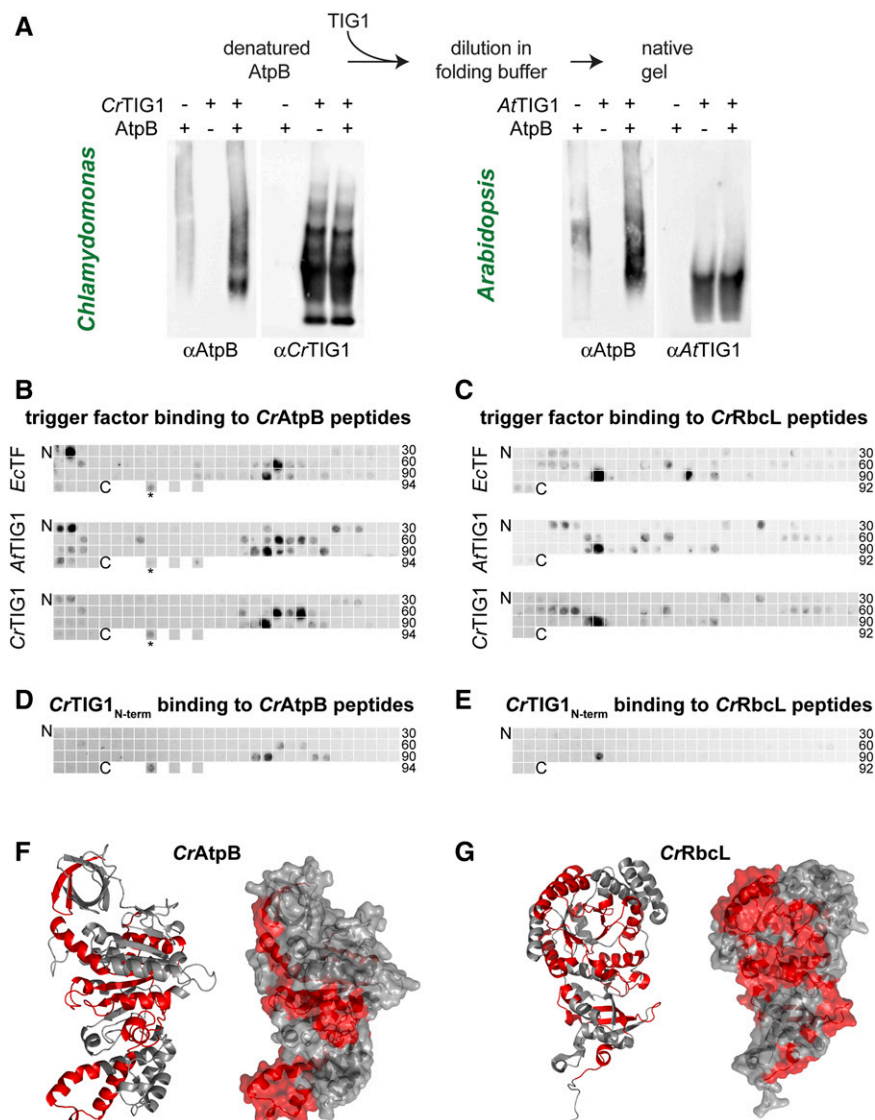 A
TIG1
denatured AtpB
dilution in folding buffer
native gel
CrTIG1 - + +
AtpB + - +
- + +
+ - +
AtTIG1 - + +
AtpB + - +
- + +
+ - +
Chlamydomonas
Arabidopsis
αAtpB
αCrTIG1
αAtpB
αAtTIG1
B
trigger factor binding to CrAtpB peptides
EcTF
N
30
60
90
C
94
*
AtTIG1
N
30
60
90
C
94
*
CrTIG1
N
30
60
90
C
94
*
C
trigger factor binding to CrRbcL peptides
EcTF
N
30
60
90
C
92
AtTIG1
N
30
60
90
C
92
CrTIG1
N
30
60
90
C
92
D
CrTIG1N-term binding to CrAtpB peptides
N
30
60
90
C
94
*
E
CrTIG1N-term binding to CrRbcL peptides
N
30
60
90
C
92
F
CrAtpB
G
CrRbcL